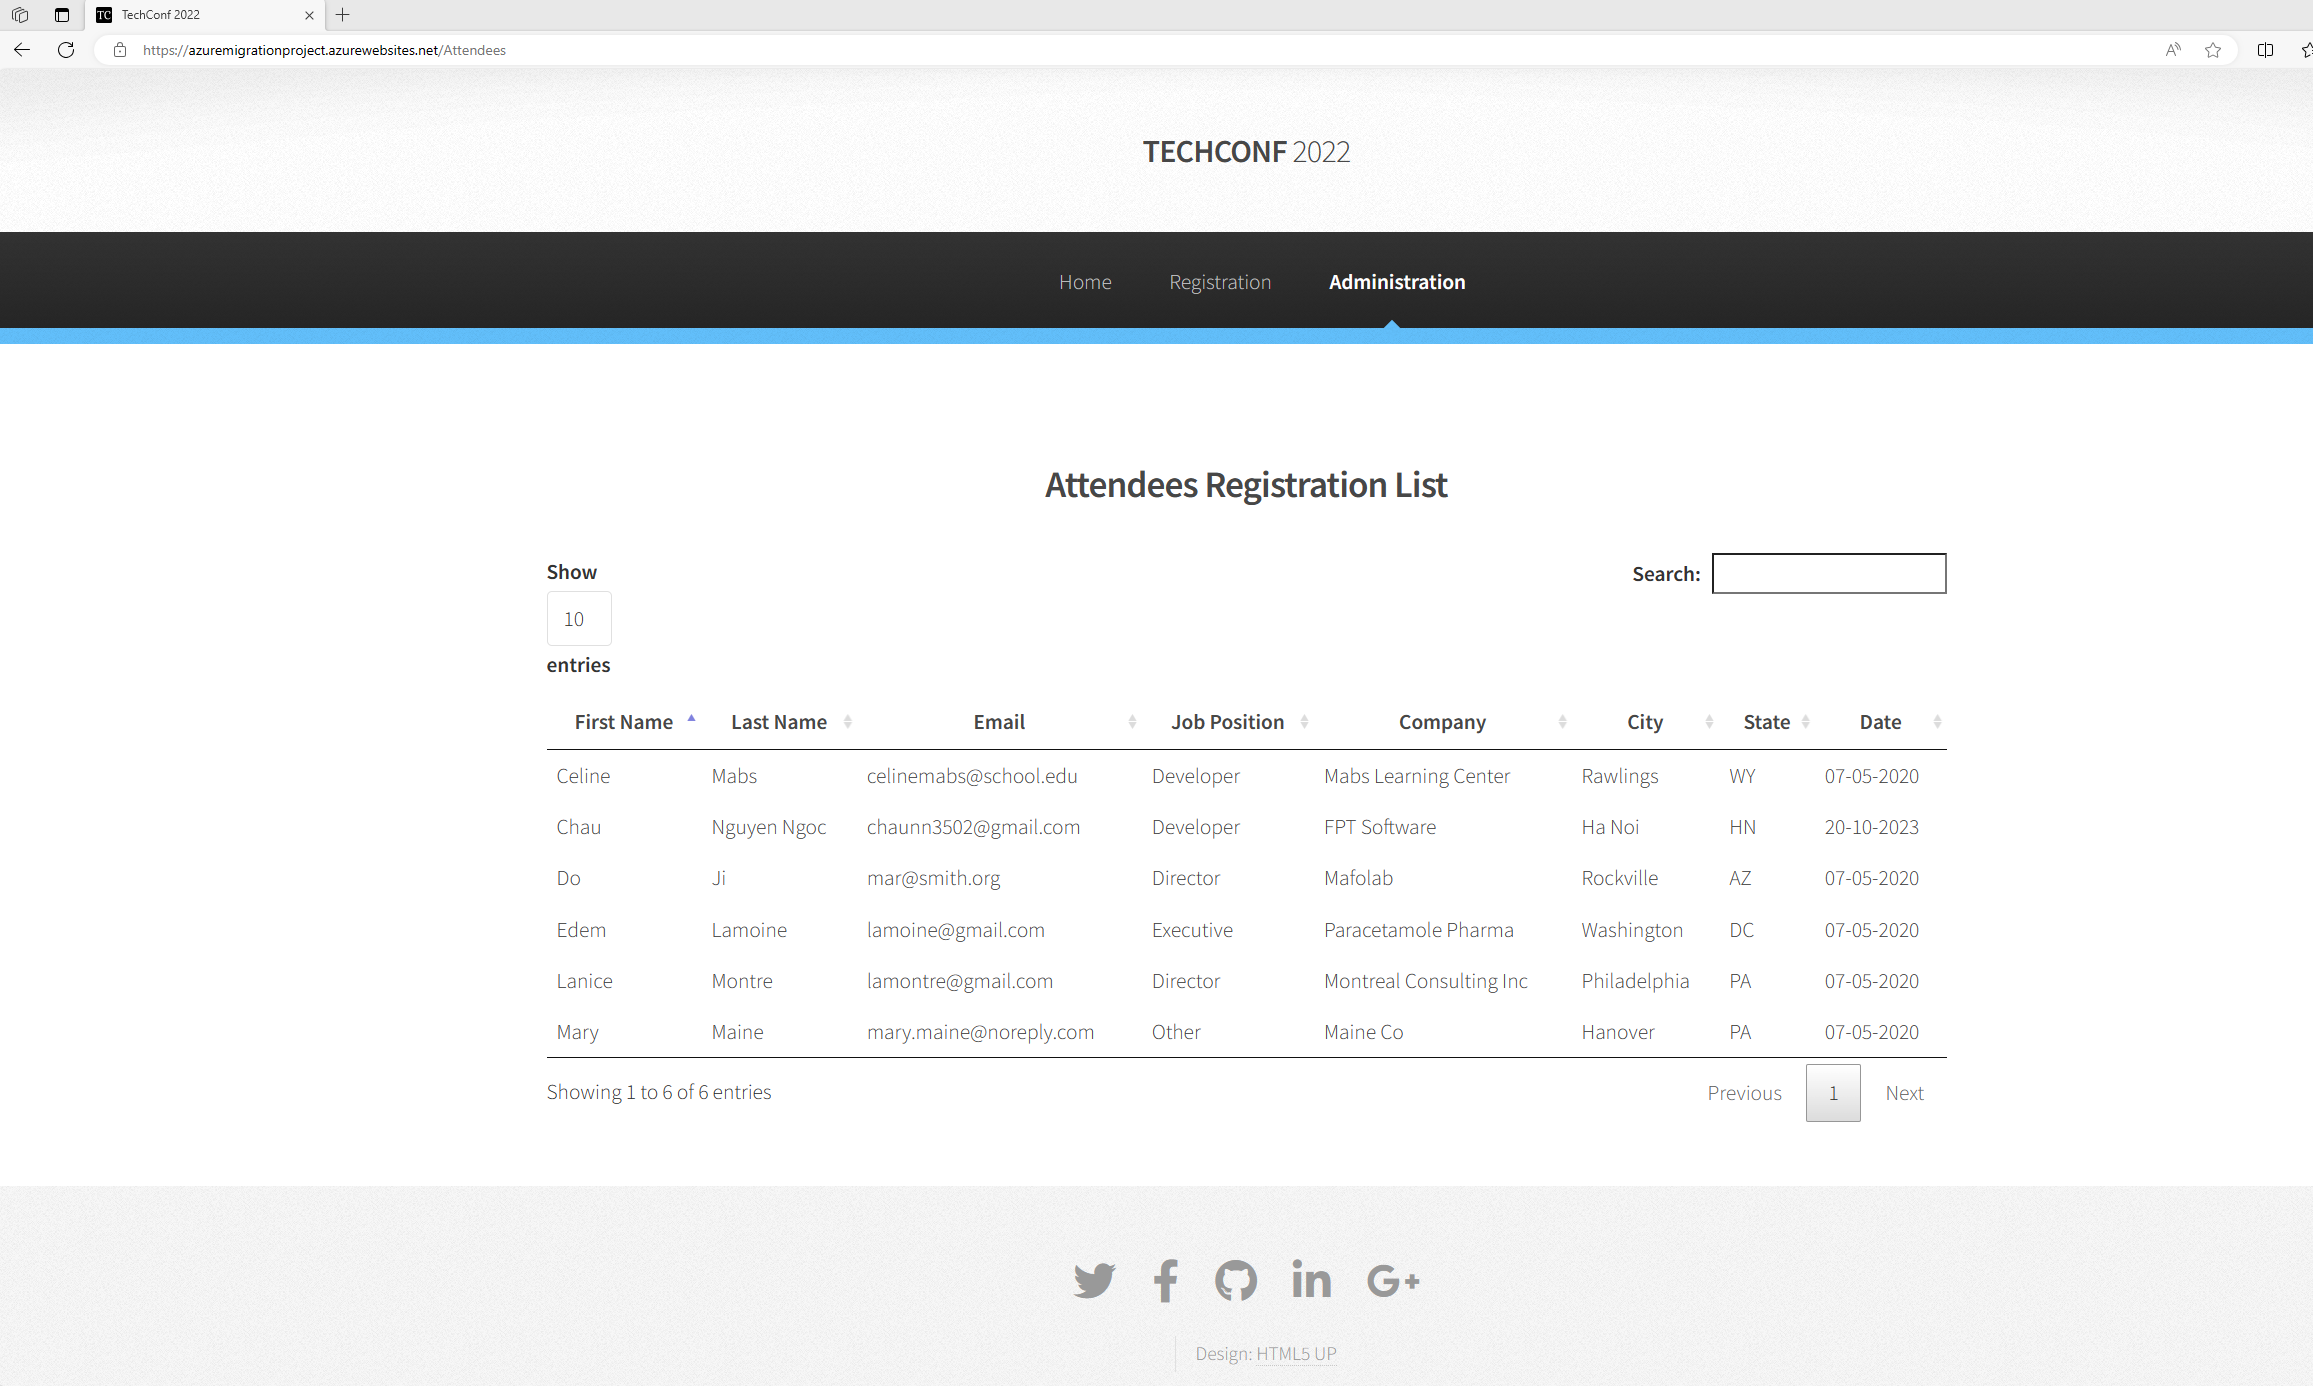 TechConf 2022
https://azuremigrationproject.azurewebsites.net/Attendees
TECHCONF 2022
Home Registration Administration
Attendees Registration List
Show
10
entries
Search:
First Name Last Name Email Job Position Company City State Date
Celine Mabs celinemabs@school.edu Developer Mabs Learning Center Rawlings WY 07-05-2020
Chau Nguyen Ngoc chaunn3502@gmail.com Developer FPT Software Ha Noi HN 20-10-2023
Do Ji mar@smith.org Director Mafolab Rockville AZ 07-05-2020
Edem Lamoine lamoine@gmail.com Executive Paracetamole Pharma Washington DC 07-05-2020
Lanice Montre lamontre@gmail.com Director Montreal Consulting Inc Philadelphia PA 07-05-2020
Mary Maine mary.maine@noreply.com Other Maine Co Hanover PA 07-05-2020
Showing 1 to 6 of 6 entries
Previous 1 Next
Design: HTML5 UP